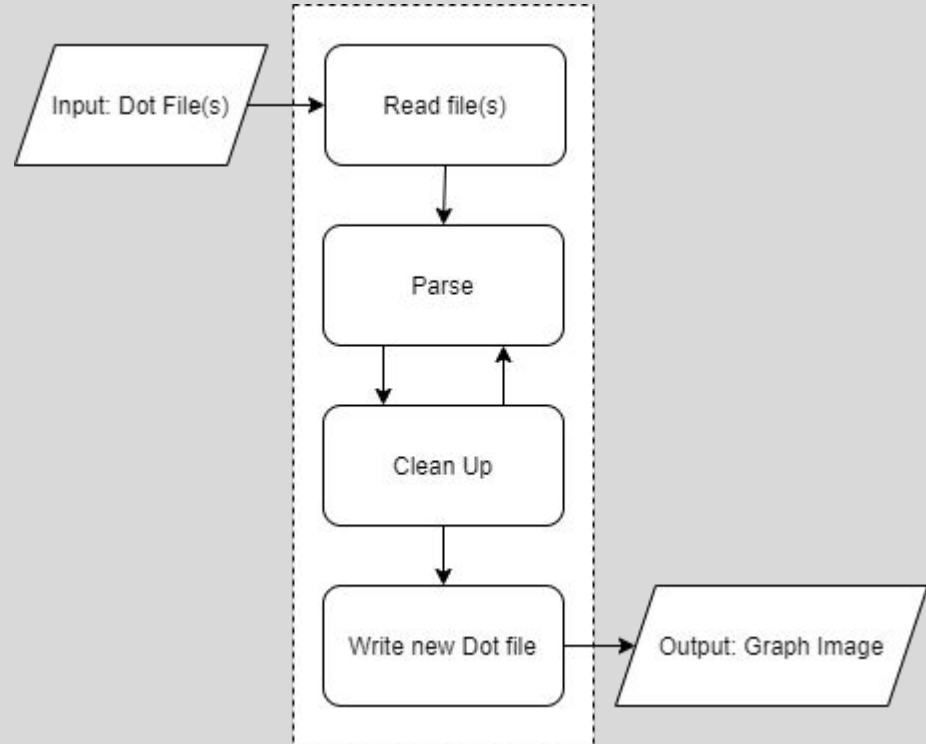 Input: Dot File(s)
Read file(s)
Parse
Clean Up
Write new Dot file
Output: Graph Image